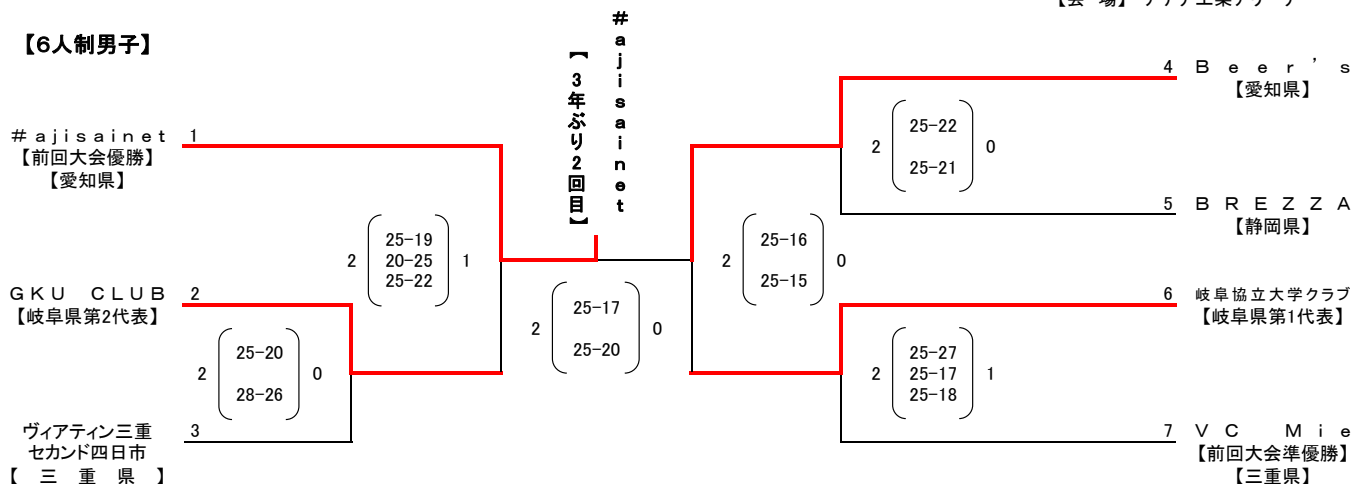 【6人制男子】
#ajisainet
【3年ぶり2回目】
#ajisainet 1
【前回大会優勝】
【愛知県】
2 25-19 1
20-25
25-22
GKU CLUB 2
【岐阜県第2代表】
2 25-20 0
28-26
ヴィアティン三重 3
セカンド四日市
【 三 重 県 】
2 25-17 0
25-20
4 Beer's
【愛知県】
2 25-22 0
25-21
5 BREZZA
【静岡県】
2 25-16 0
25-15
6 岐阜協立大学クラブ
【岐阜県第1代表】
2 25-27 1
25-17
25-18
7 VC Mie
【前回大会準優勝】
【三重県】